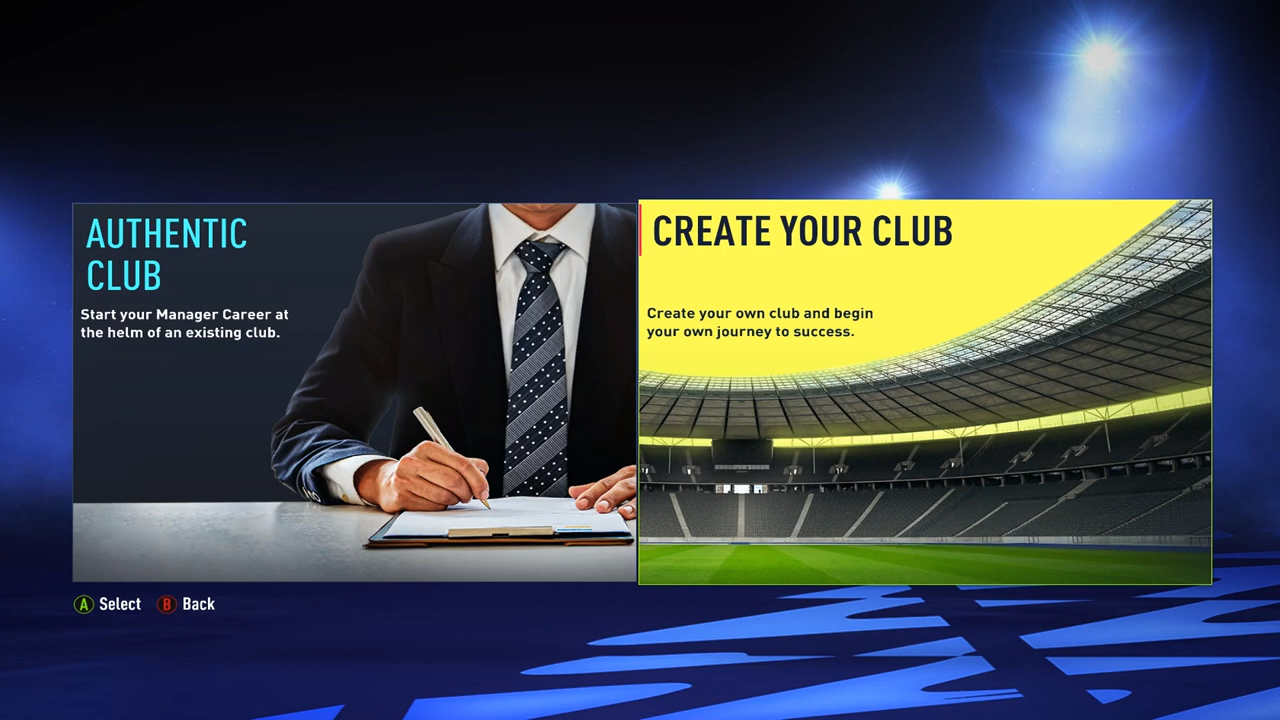 AUTHENTIC
CLUB
Start your Manager Career at
the helm of an existing club.
CREATE YOUR CLUB
Create your own club and begin
your own journey to success.
A Select B Back